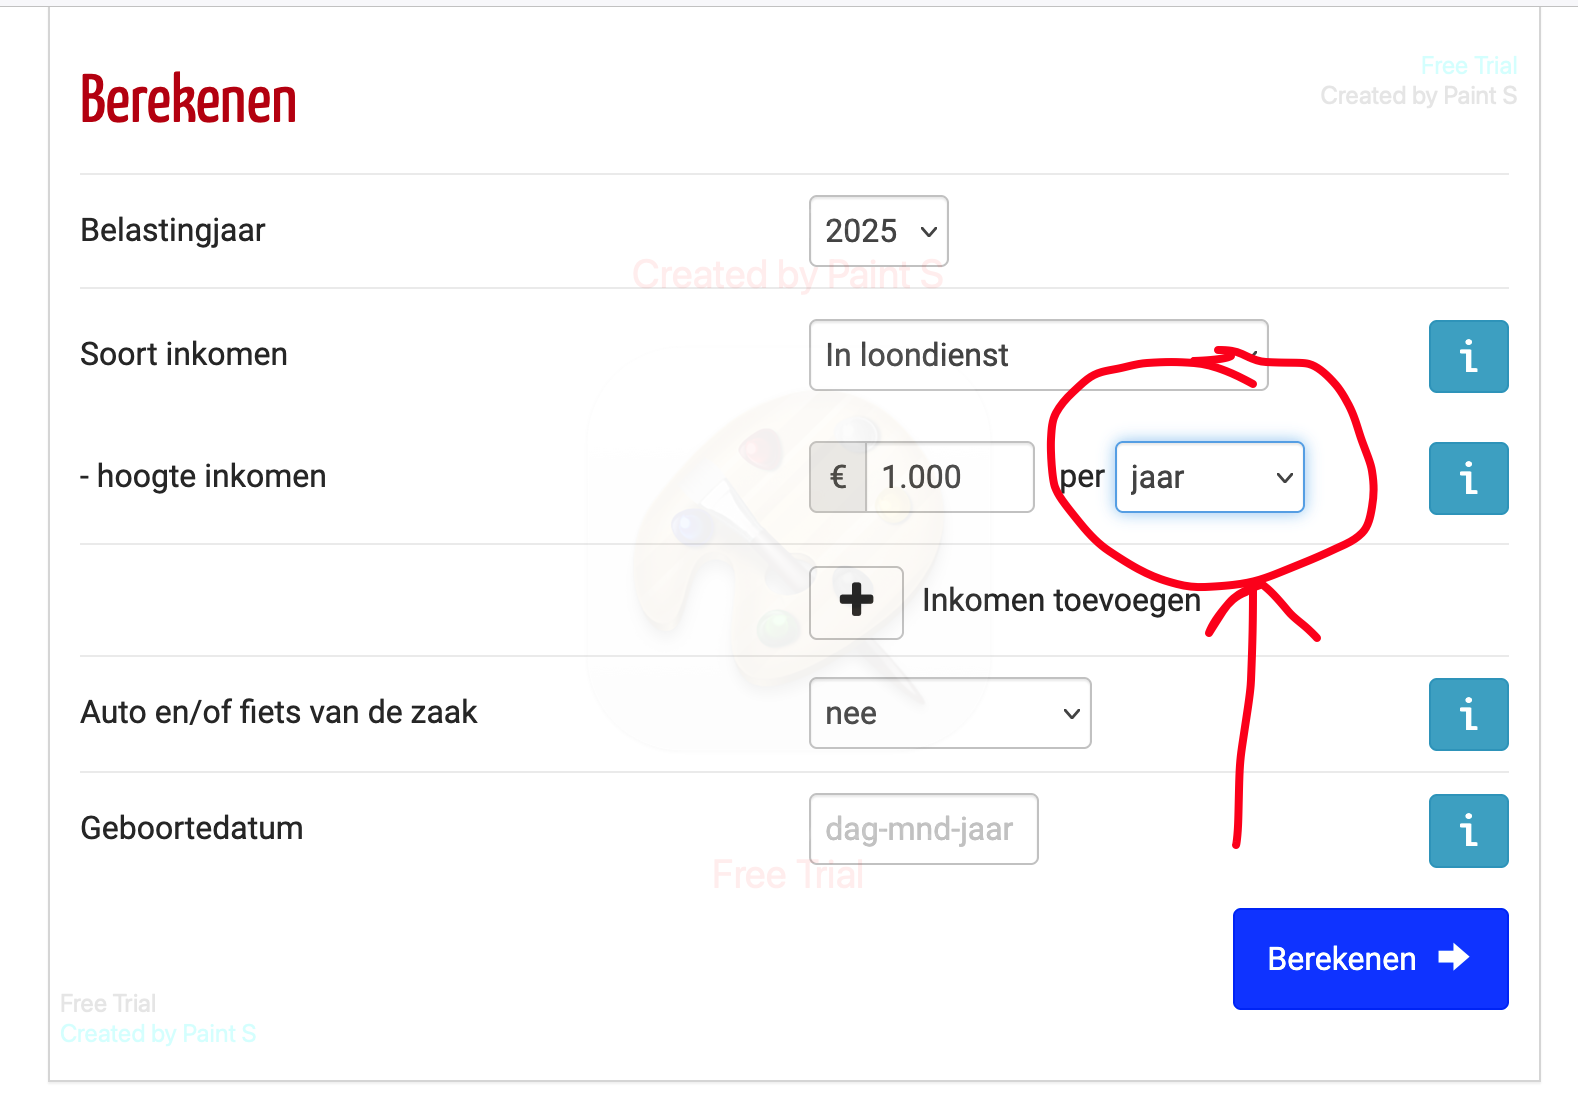 Free Trial
Berekenen
Created by Paint S
Belastingjaar 2025
Created by Paint S
Soort inkomen In loondienst i
- hoogte inkomen € 1.000 per jaar i
Inkomen toevoegen
Auto en/of fiets van de zaak nee i
Geboortedatum dag-mnd-jaar i
Free Trial
Berekenen
Free Trial
Created by Paint S